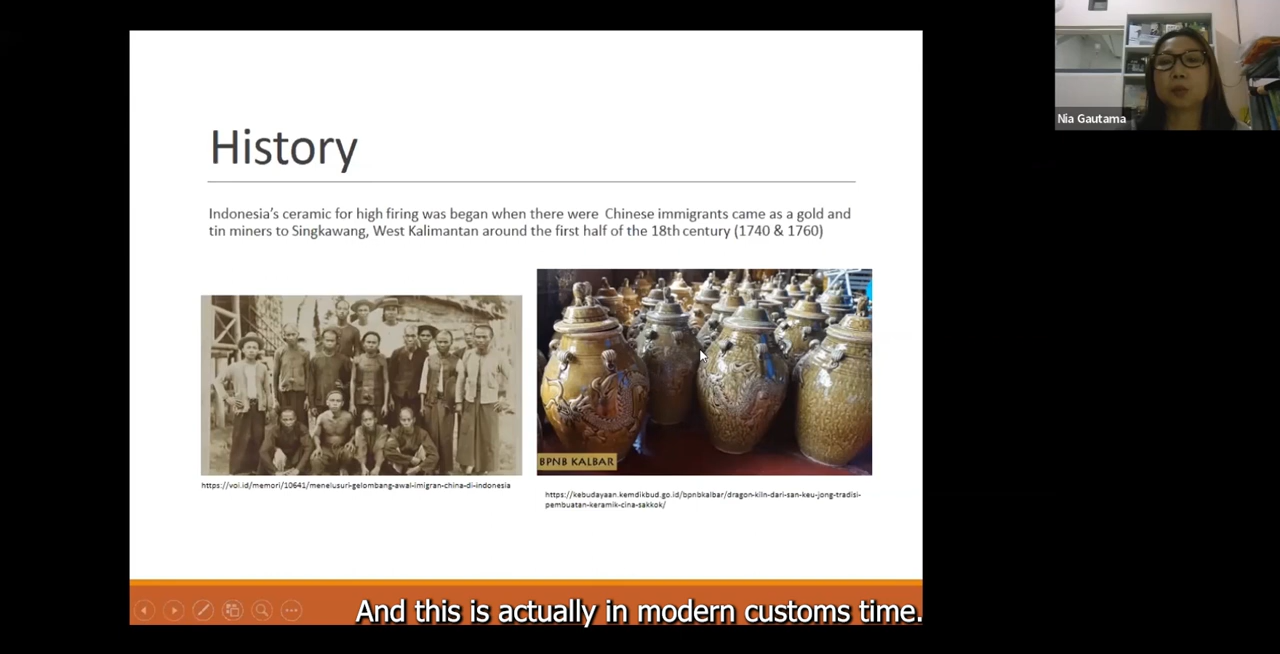 Nia Gautama
History
Indonesia's ceramic for high firing was began when there were Chinese immigrants came as a gold and
tin miners to Singkawang, West Kalimantan around the first half of the 18th century (1740 & 1760)
BPNB KALBAR
https://voi.id/memori/10641/menelusuri-gelombang-awal-imigran-china-di-indonesia
https://kebudayaan.kemdikbud.go.id/bpnbkalbar/dragon-kiln-dari-san-keu-jong-tradisi-
pembuatan-keramik-cina-sakkok/
And this is actually in modern customs time.